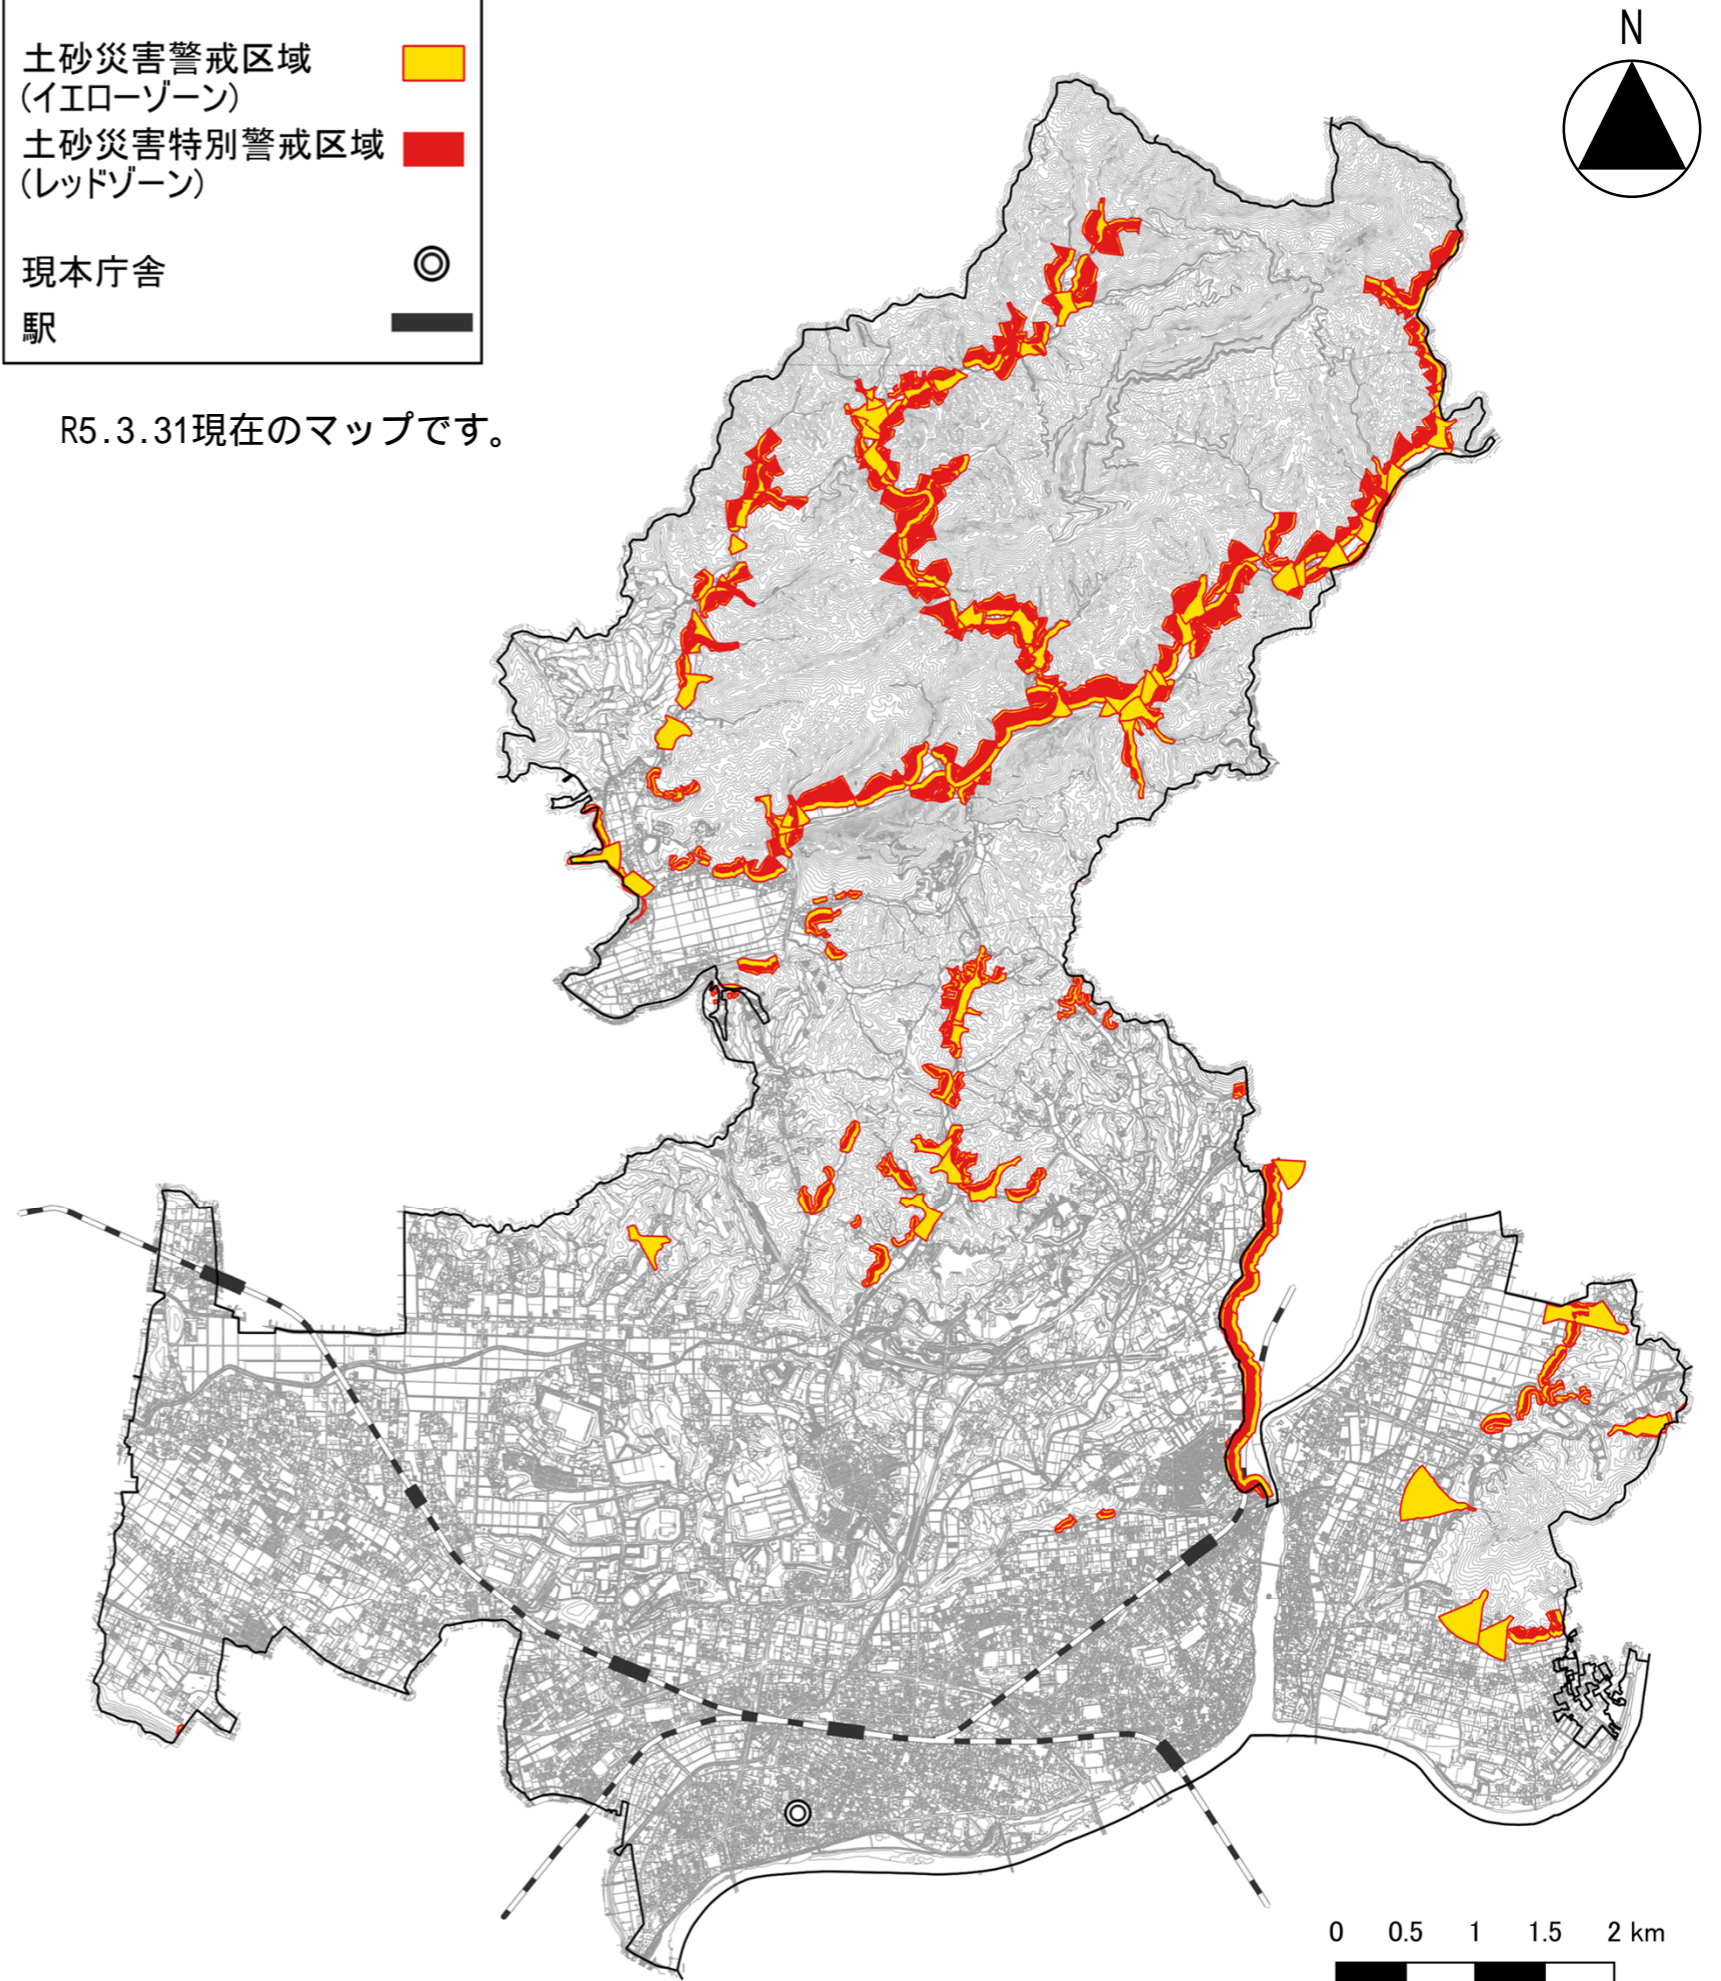 土砂災害警戒区域
(イエローゾーン)
土砂災害特別警戒区域
(レッドゾーン)
現本庁舎
駅
R5.3.31現在のマップです。
N
0 0.5 1 1.5 2 km